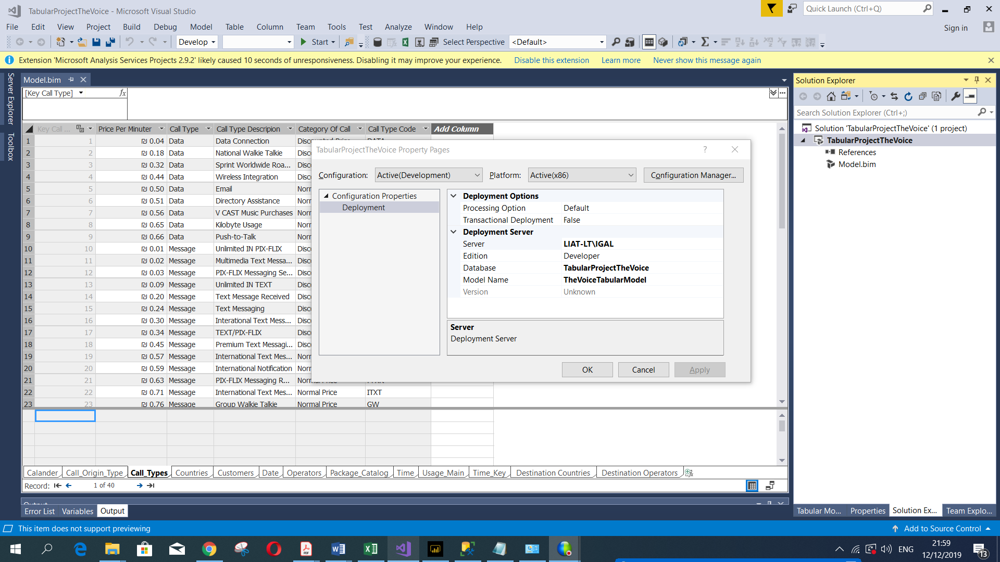 TabularProjectTheVoice - Microsoft Visual Studio
Quick Launch (Ctrl+Q)
File Edit View Project Build Debug Model Table Column Team Tools Test Analyze Window Help
Sign in
Develop Start Select Perspective <Default>
Extension 'Microsoft Analysis Services Projects 2.9.2' likely caused 10 seconds of unresponsiveness. Disabling it may improve your experience. Disable this extension Learn more Never show this message again
Server Explorer
Toolbox
Model.bim
[Key Call Type] fx
Key Call ... Price Per Minuter Call Type Call Type Descripion Category Of Call Call Type Code Add Column
1 1 ₪ 0.04 Data Data Connection
2 2 ₪ 0.18 Data National Walkie Talkie Disc
3 3 ₪ 0.32 Data Sprint Worldwide Roa... Disc
4 4 ₪ 0.44 Data Wireless Integration Disc
5 5 ₪ 0.50 Data Email Norr
6 6 ₪ 0.51 Data Directory Assistance Norr
7 7 ₪ 0.56 Data V CAST Music Purchases Norr
8 8 ₪ 0.65 Data Kilobyte Usage Norr
9 9 ₪ 0.66 Data Push-to-Talk Norr
10 10 ₪ 0.01 Message Unlimited IN PIX-FLIX Disc
11 11 ₪ 0.02 Message Multimedia Text Messa... Disc
12 12 ₪ 0.03 Message PIX-FLIX Messaging Se... Disc
13 13 ₪ 0.09 Message Unlimited IN TEXT Disc
14 14 ₪ 0.20 Message Text Message Received Disc
15 15 ₪ 0.24 Message Text Messaging Disc
16 16 ₪ 0.30 Message Interational Text Mess... Disc
17 17 ₪ 0.34 Message TEXT/PIX-FLIX Disc
18 18 ₪ 0.45 Message Premium Text Messagi... Disc
19 19 ₪ 0.57 Message International Text Mes... Norr
20 20 ₪ 0.59 Message International Notification Norr
21 21 ₪ 0.63 Message PIX-FLIX Messaging R... Norr
22 22 ₪ 0.71 Message International Text Mes... Normal Price ITXT
23 23 ₪ 0.76 Message Group Walkie Talkie Normal Price GW
TabularProjectTheVoice Property Pages ?
Configuration: Active(Development) Platform: Active(x86) Configuration Manager...
Configuration Properties
Deployment
Deployment Options
Processing Option Default
Transactional Deployment False
Deployment Server
Server LIAT-LT\IGAL
Edition Developer
Database TabularProjectTheVoice
Model Name TheVoiceTabularModel
Version Unknown
Server
Deployment Server
OK Cancel Apply
Calander Call_Origin_Type Call_Types Countries Customers Date Operators Package_Catalog Time Usage_Main Time_Key Destination Countries Destination Operators
Record: 1 of 40
Output
Error List Variables Output
Solution Explorer
Search Solution Explorer (Ctrl+;)
Solution 'TabularProjectTheVoice' (1 project)
TabularProjectTheVoice
References
Model.bim
Tabular Mo... Properties Solution Ex... Team Explo...
This item does not support previewing
Add to Source Control
ENG
21:59
12/12/2019
13